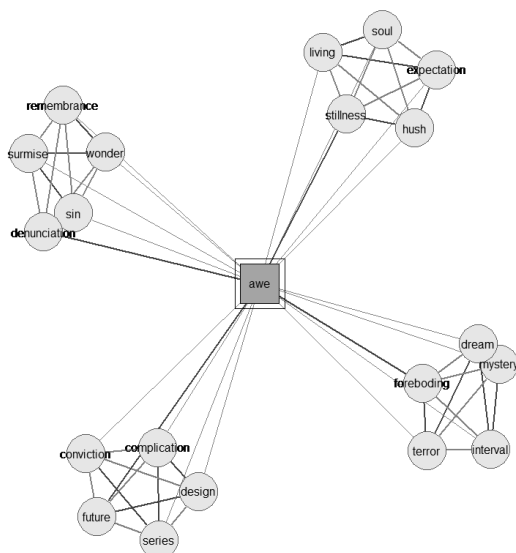 soul
living
expectation
stillness
hush
remembrance
surmise
wonder
sin
denunciation
awe
dream
mystery
foreboding
terror
interval
conviction
complication
design
future
series